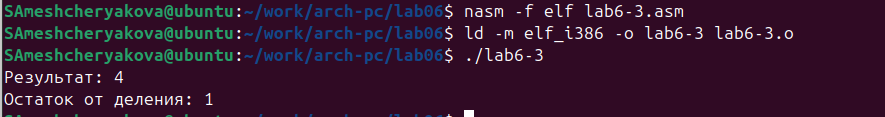 SAmeshcheryakova@ubuntu:~/work/arch-pc/lab06$ nasm -f elf lab6-3.asm
SAmeshcheryakova@ubuntu:~/work/arch-pc/lab06$ ld -m elf_i386 -o lab6-3 lab6-3.o
SAmeshcheryakova@ubuntu:~/work/arch-pc/lab06$ ./lab6-3
Результат: 4
Остаток от деления: 1
SAmeshcheryakova@ubuntu:~/work/arch-pc/lab06$